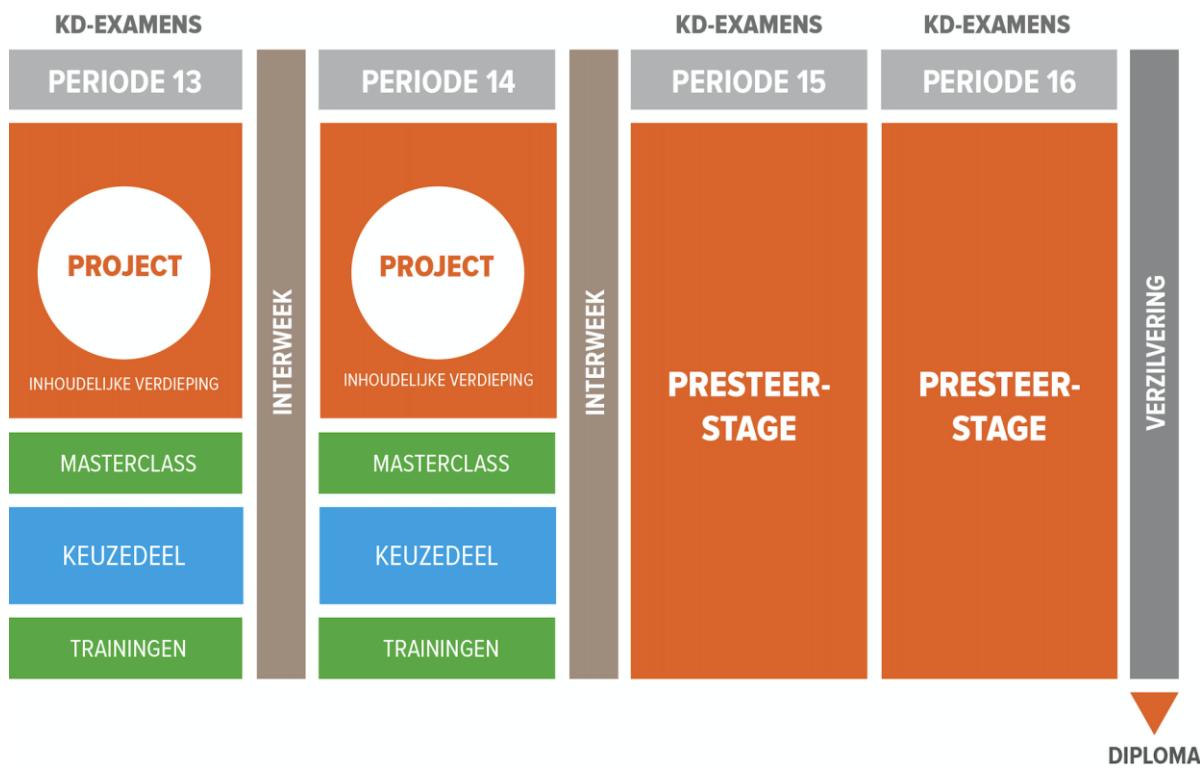 KD-EXAMENS
KD-EXAMENS
KD-EXAMENS
PERIODE 13
PERIODE 14
PERIODE 15
PERIODE 16
PROJECT
INHOUDELIJKE VERDIEPING
MASTERCLASS
KEUZEDEEL
TRAININGEN
INTERWEEK
PROJECT
INHOUDELIJKE VERDIEPING
MASTERCLASS
KEUZEDEEL
TRAININGEN
INTERWEEK
PRESTEER-
STAGE
PRESTEER-
STAGE
VERZILVERING
DIPLOMA